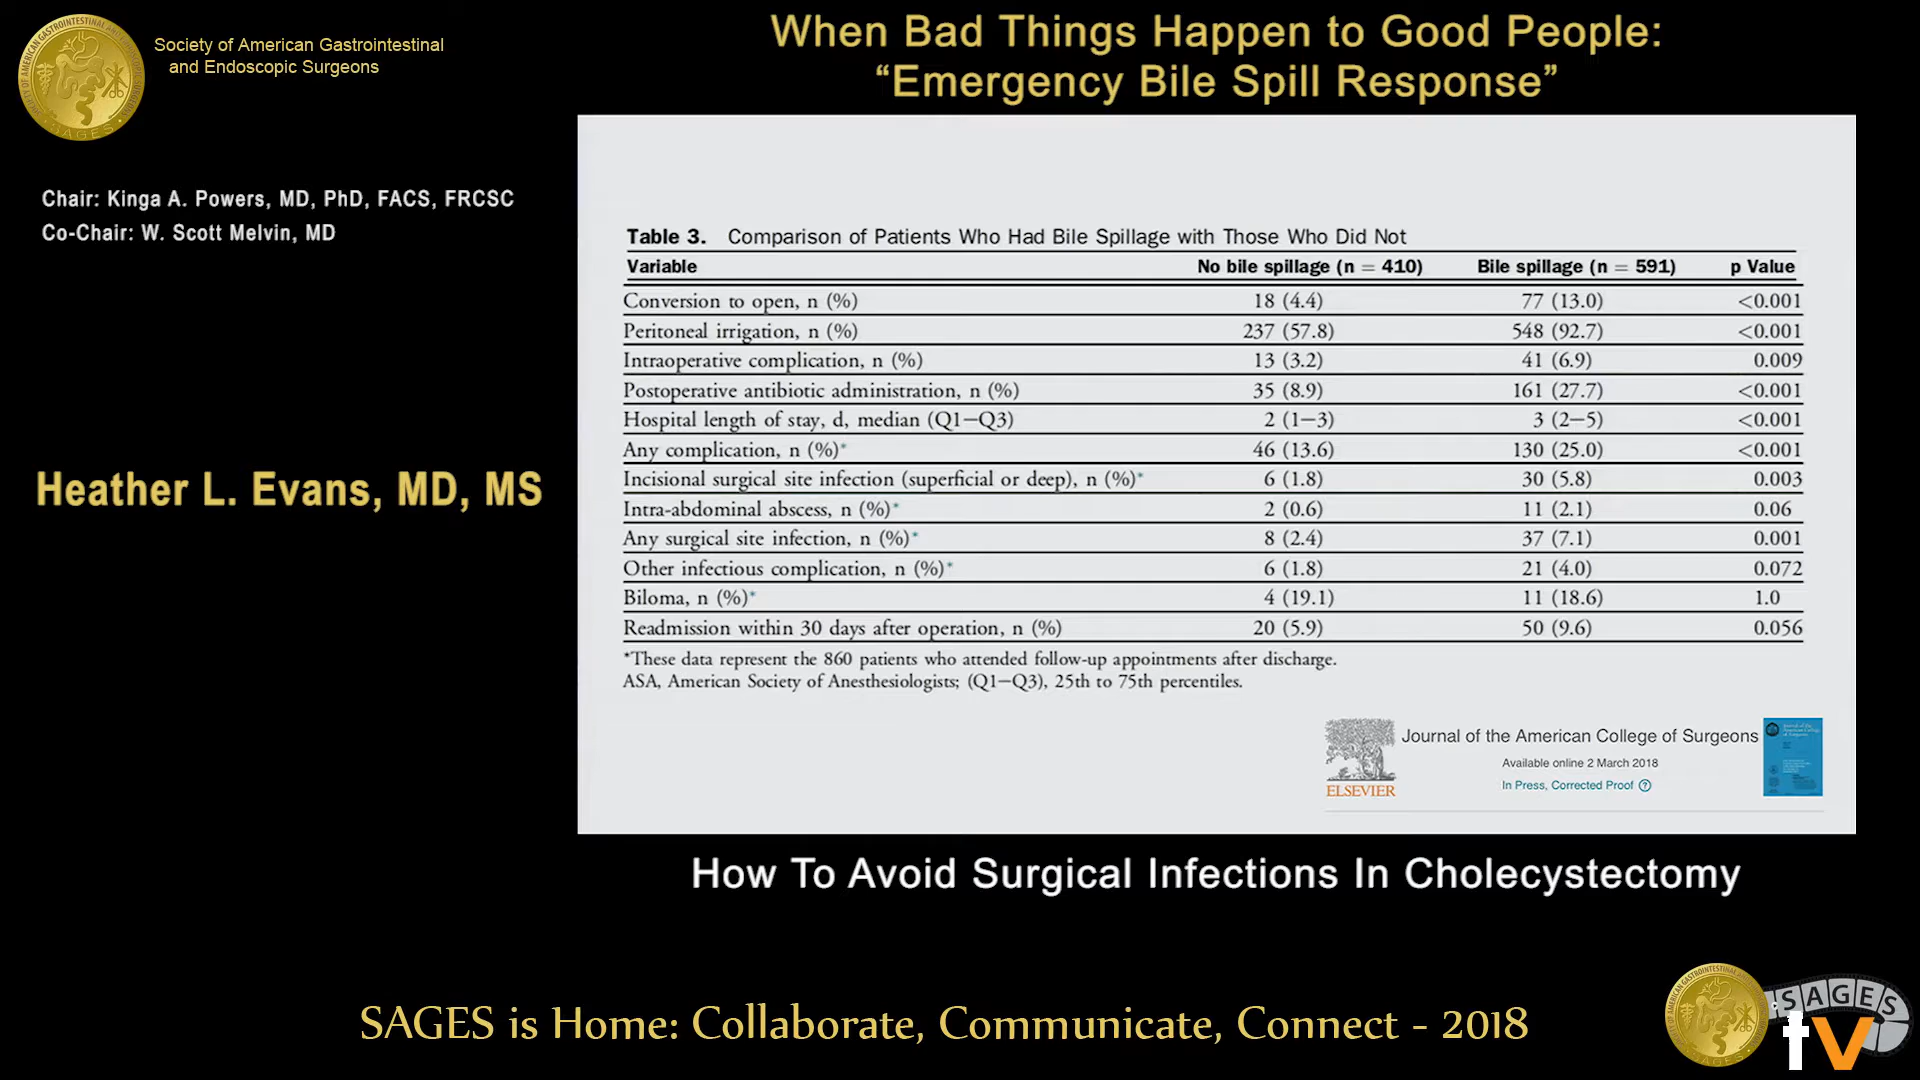 Society of American Gastrointestinal
and Endoscopic Surgeons
When Bad Things Happen to Good People:
“Emergency Bile Spill Response”
Chair: Kinga A. Powers, MD, PhD, FACS, FRCSC
Co-Chair: W. Scott Melvin, MD
Heather L. Evans, MD, MS
Table 3. Comparison of Patients Who Had Bile Spillage with Those Who Did Not
Variable No bile spillage (n = 410) Bile spillage (n = 591) p Value
Conversion to open, n (%) 18 (4.4) 77 (13.0) <0.001
Peritoneal irrigation, n (%) 237 (57.8) 548 (92.7) <0.001
Intraoperative complication, n (%) 13 (3.2) 41 (6.9) 0.009
Postoperative antibiotic administration, n (%) 35 (8.9) 161 (27.7) <0.001
Hospital length of stay, d, median (Q1–Q3) 2 (1–3) 3 (2–5) <0.001
Any complication, n (%)* 46 (13.6) 130 (25.0) <0.001
Incisional surgical site infection (superficial or deep), n (%)* 6 (1.8) 30 (5.8) 0.003
Intra-abdominal abscess, n (%)* 2 (0.6) 11 (2.1) 0.06
Any surgical site infection, n (%)* 8 (2.4) 37 (7.1) 0.001
Other infectious complication, n (%)* 6 (1.8) 21 (4.0) 0.072
Biloma, n (%)* 4 (19.1) 11 (18.6) 1.0
Readmission within 30 days after operation, n (%) 20 (5.9) 50 (9.6) 0.056
*These data represent the 860 patients who attended follow-up appointments after discharge.
ASA, American Society of Anesthesiologists; (Q1–Q3), 25th to 75th percentiles.
ELSEVIER
Journal of the American College of Surgeons
Available online 2 March 2018
In Press, Corrected Proof ?
How To Avoid Surgical Infections In Cholecystectomy
SAGES is Home: Collaborate, Communicate, Connect - 2018
SAGES
tv